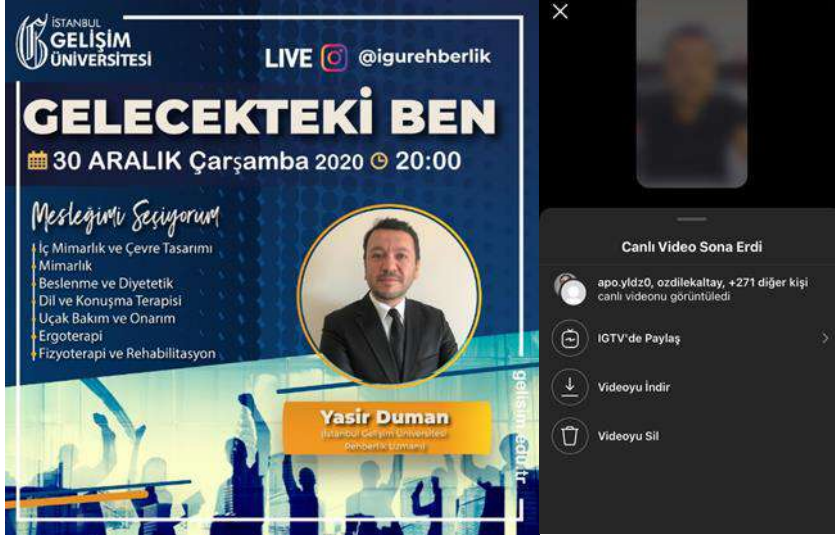 İSTANBUL
GELİŞİM
ÜNİVERSİTESİ
LIVE @igurehberlik
GELECEKTEKİ BEN
30 ARALIK Çarşamba 2020 20:00
Mesleğimi Seçiyorum
İç Mimarlık ve Çevre Tasarımı
Mimarlık
Beslenme ve Diyetetik
Dil ve Konuşma Terapisi
Uçak Bakım ve Onarım
Ergoterapi
Fizyoterapi ve Rehabilitasyon
Yasir Duman
(İstanbul Gelişim Üniversitesi
Rehberlik Uzmanı)
gelisim.edu.tr
Canlı Video Sona Erdi
apo.yldz0, ozdilekaltay, +271 diğer kişi
canlı videonu görüntüledi
IGTV'de Paylaş
Videoyu İndir
Videoyu Sil